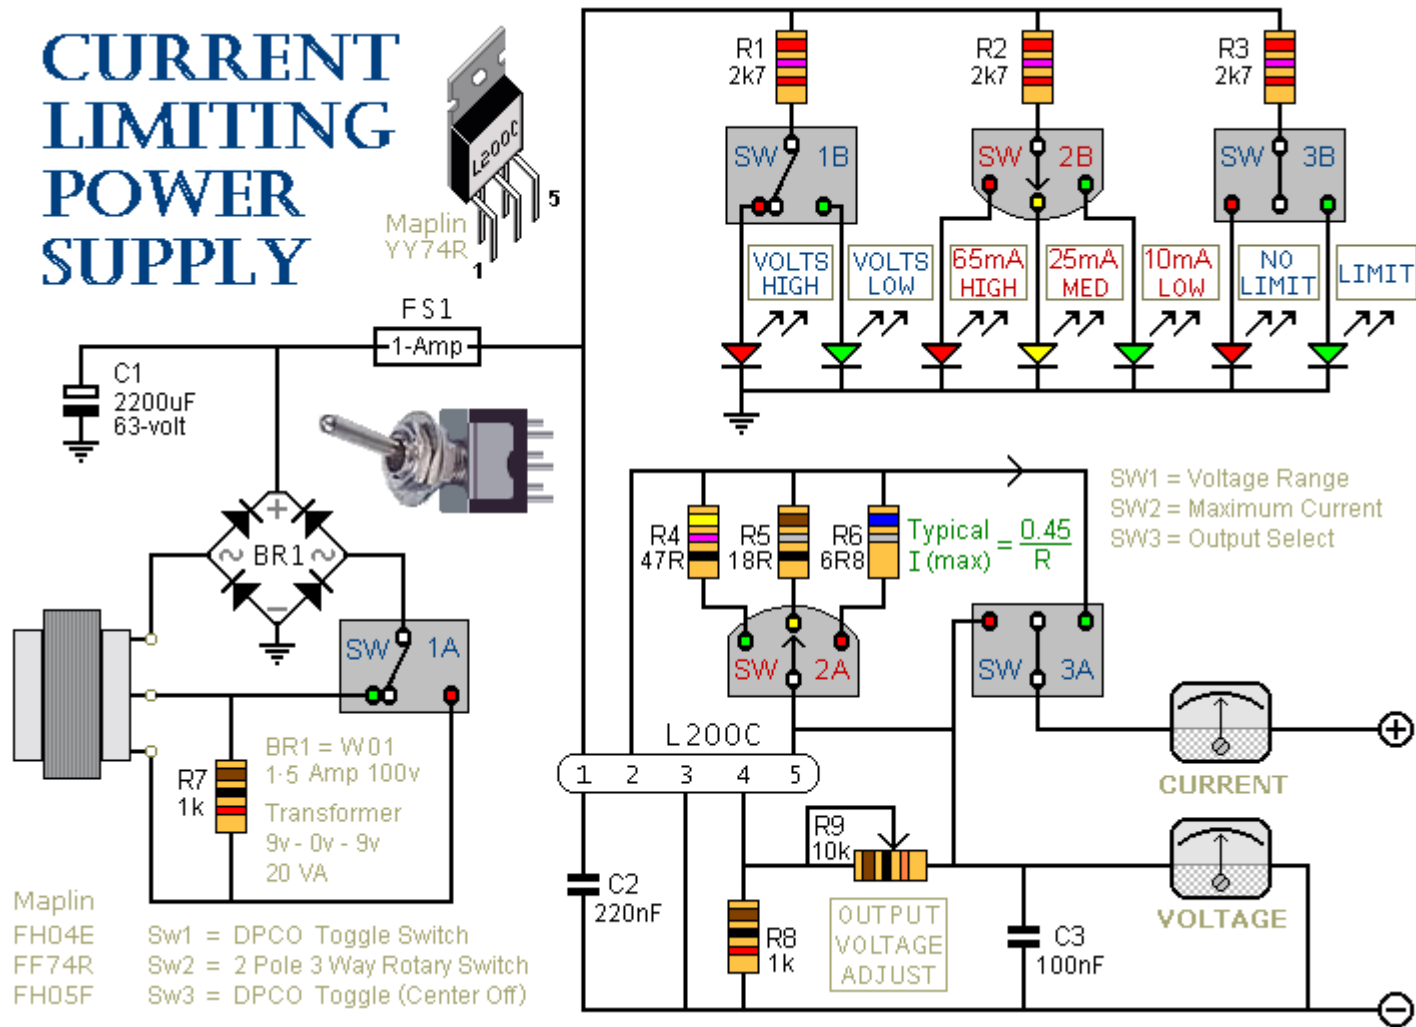 CURRENT
LIMITING
POWER
SUPPLY
L200C
5
Maplin
YY74R
1
R1
2k7
R2
2k7
R3
2k7
SW 1B
SW 2B
SW 3B
VOLTS
HIGH
VOLTS
LOW
65mA
HIGH
25mA
MED
10mA
LOW
NO
LIMIT
LIMIT
FS1
1-Amp
C1
2200uF
63-volt
+
BR1
−
R4
47R
R5
18R
R6
6R8
Typical
I (max) = 0.45
R
SW1 = Voltage Range
SW2 = Maximum Current
SW3 = Output Select
SW 1A
SW 2A
SW 3A
L200C
1 2 3 4 5
CURRENT
+
BR1 = W01
1·5 Amp 100v
R7
1k
Transformer
9v - 0v - 9v
20 VA
R9
10k
VOLTAGE
C2
220nF
R8
1k
OUTPUT
VOLTAGE
ADJUST
C3
100nF
−
Maplin
FH04E Sw1 = DPCO Toggle Switch
FF74R Sw2 = 2 Pole 3 Way Rotary Switch
FH05F Sw3 = DPCO Toggle (Center Off)